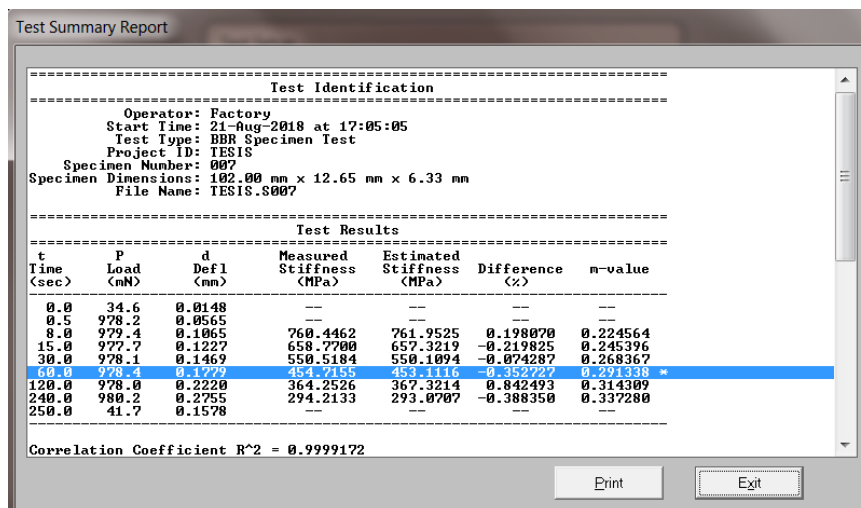 Test Summary Report
==========================================================================
Test Identification
==========================================================================
Operator: Factory
Start Time: 21-Aug-2018 at 17:05:05
Test Type: BBR Specimen Test
Project ID: TESIS
Specimen Number: 007
Specimen Dimensions: 102.00 mm x 12.65 mm x 6.33 mm
File Name: TESIS.S007
==========================================================================
Test Results
==========================================================================
t P d Measured Estimated
Time Load Defl Stiffness Stiffness Difference m-value
(sec) (mN) (mm) (MPa) (MPa) (%)
--------------------------------------------------------------------------
0.0 34.6 0.0148 -- -- -- --
0.5 978.2 0.0565 -- -- -- --
8.0 979.4 0.1065 760.4462 761.9525 0.198070 0.224564
15.0 977.7 0.1227 658.7700 657.3219 -0.219825 0.245396
30.0 978.1 0.1469 550.5184 550.1094 -0.074287 0.268367
60.0 978.4 0.1779 454.7155 453.1116 -0.352727 0.291338 *
120.0 978.0 0.2220 364.2526 367.3214 0.842493 0.314309
240.0 980.2 0.2755 294.2133 293.0707 -0.388350 0.337280
250.0 41.7 0.1578 -- -- -- --
--------------------------------------------------------------------------
Correlation Coefficient R^2 = 0.9999172
Print Exit